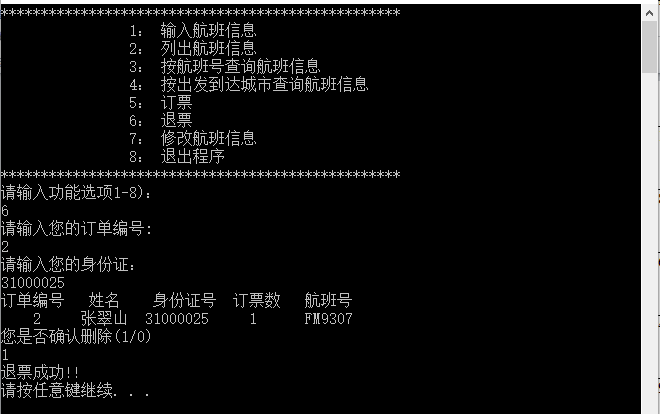 **************************************************
1: 输入航班信息
2: 列出航班信息
3: 按航班号查询航班信息
4: 按出发到达城市查询航班信息
5: 订票
6: 退票
7: 修改航班信息
8: 退出程序
**************************************************
请输入功能选项1-8):
6
请输入您的订单编号:
2
请输入您的身份证:
31000025
订单编号 姓名 身份证号 订票数 航班号
2 张翠山 31000025 1 FM9307
您是否确认删除(1/0)
1
退票成功!!
请按任意键继续. . .